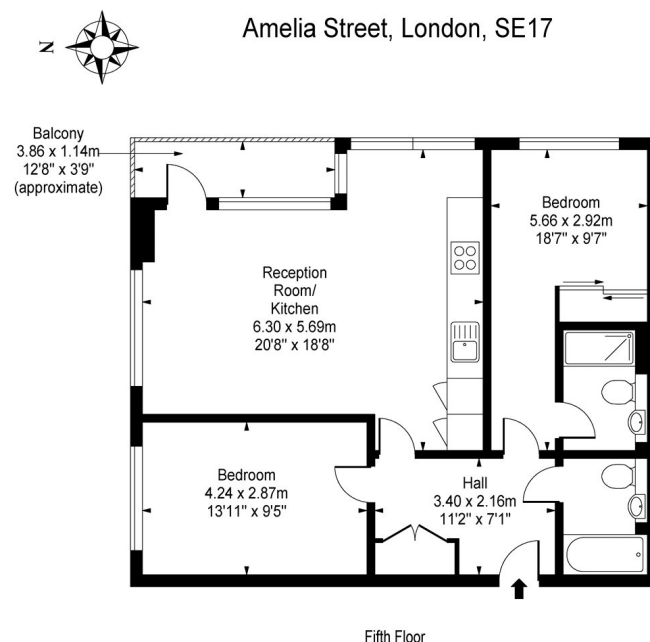 Amelia Street, London, SE17
N
Balcony
3.86 x 1.14m
12'8" x 3'9"
(approximate)
Reception
Room/
Kitchen
6.30 x 5.69m
20'8" x 18'8"
Bedroom
5.66 x 2.92m
18'7" x 9'7"
Bedroom
4.24 x 2.87m
13'11" x 9'5"
Hall
3.40 x 2.16m
11'2" x 7'1"
Fifth Floor